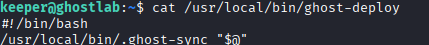 keeper@ghostlab:~$ cat /usr/local/bin/ghost-deploy
#!/bin/bash
/usr/local/bin/.ghost-sync "$@"